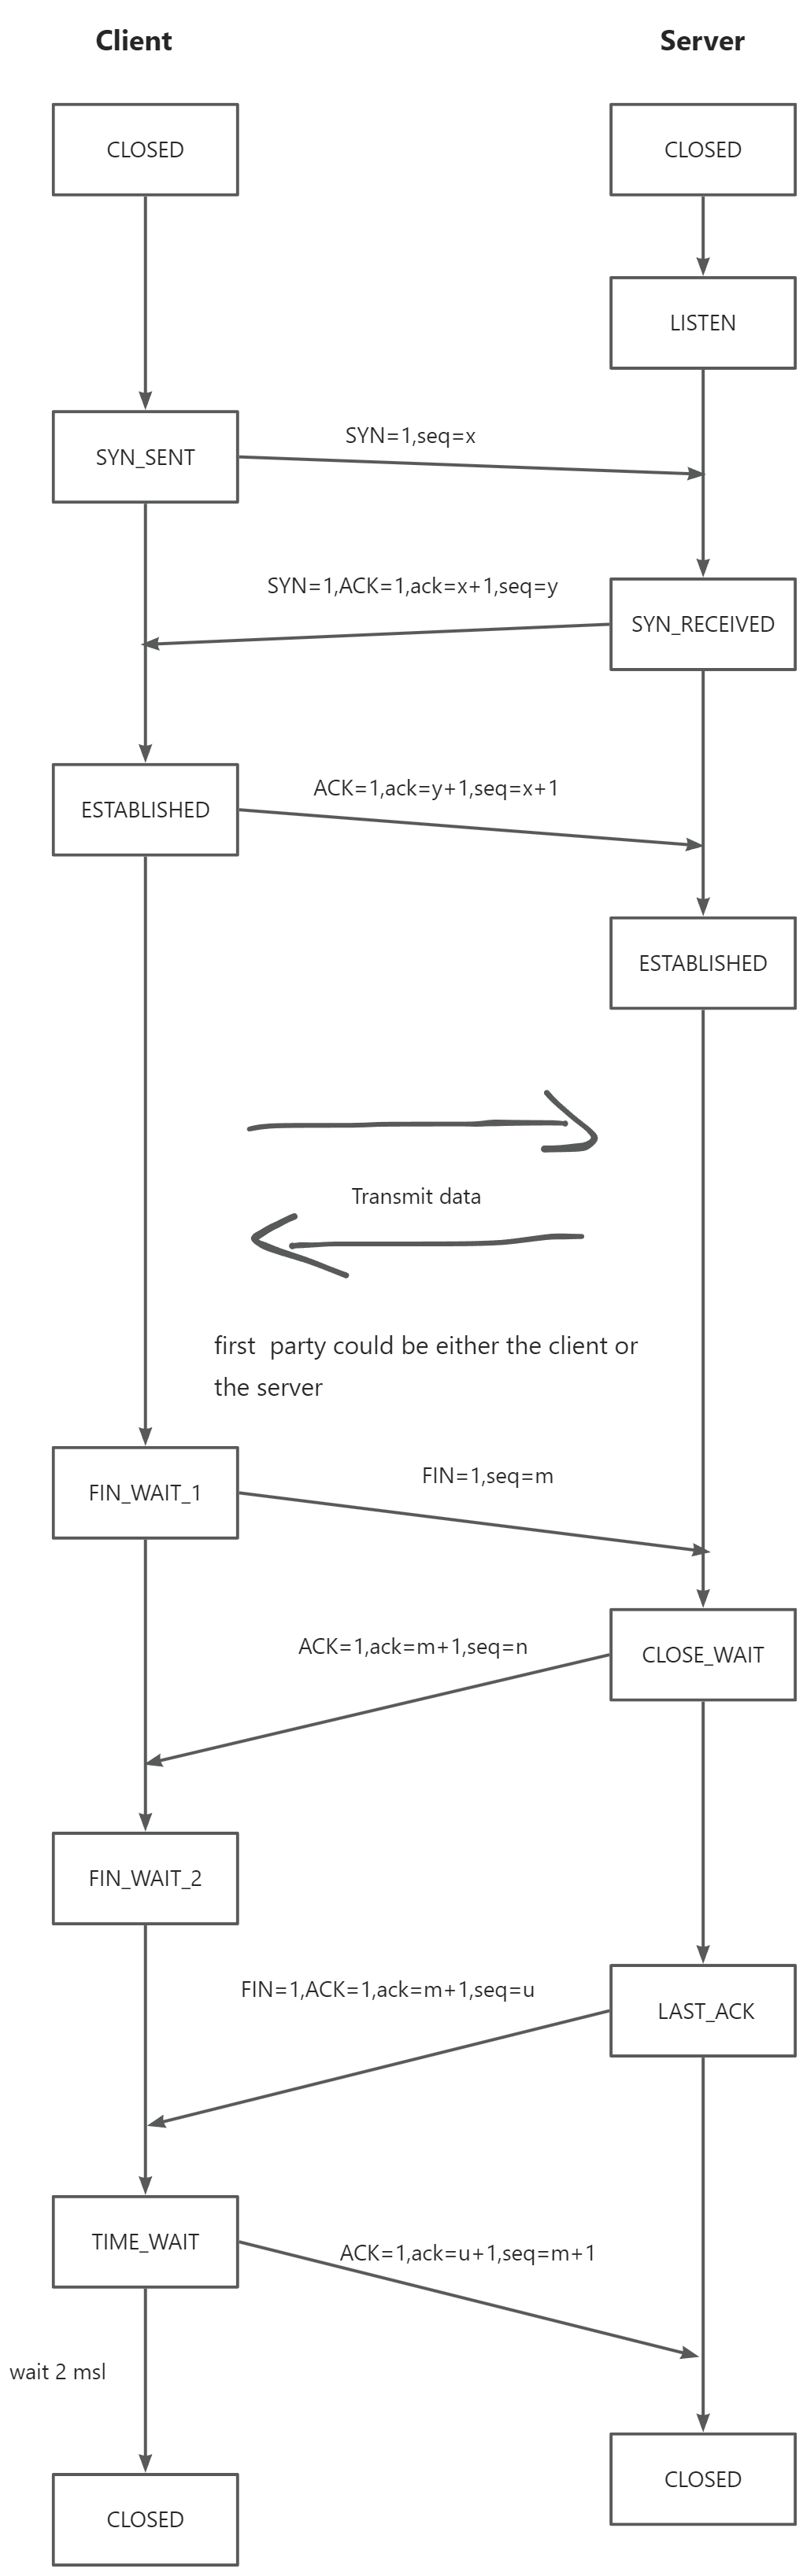 Client
Server
CLOSED
CLOSED
LISTEN
SYN=1,seq=x
SYN_SENT
SYN=1,ACK=1,ack=x+1,seq=y
SYN_RECEIVED
ACK=1,ack=y+1,seq=x+1
ESTABLISHED
ESTABLISHED
Transmit data
first  party could be either the client or
the server
FIN=1,seq=m
FIN_WAIT_1
ACK=1,ack=m+1,seq=n
CLOSE_WAIT
FIN_WAIT_2
FIN=1,ACK=1,ack=m+1,seq=u
LAST_ACK
TIME_WAIT
ACK=1,ack=u+1,seq=m+1
wait 2 msl
CLOSED
CLOSED